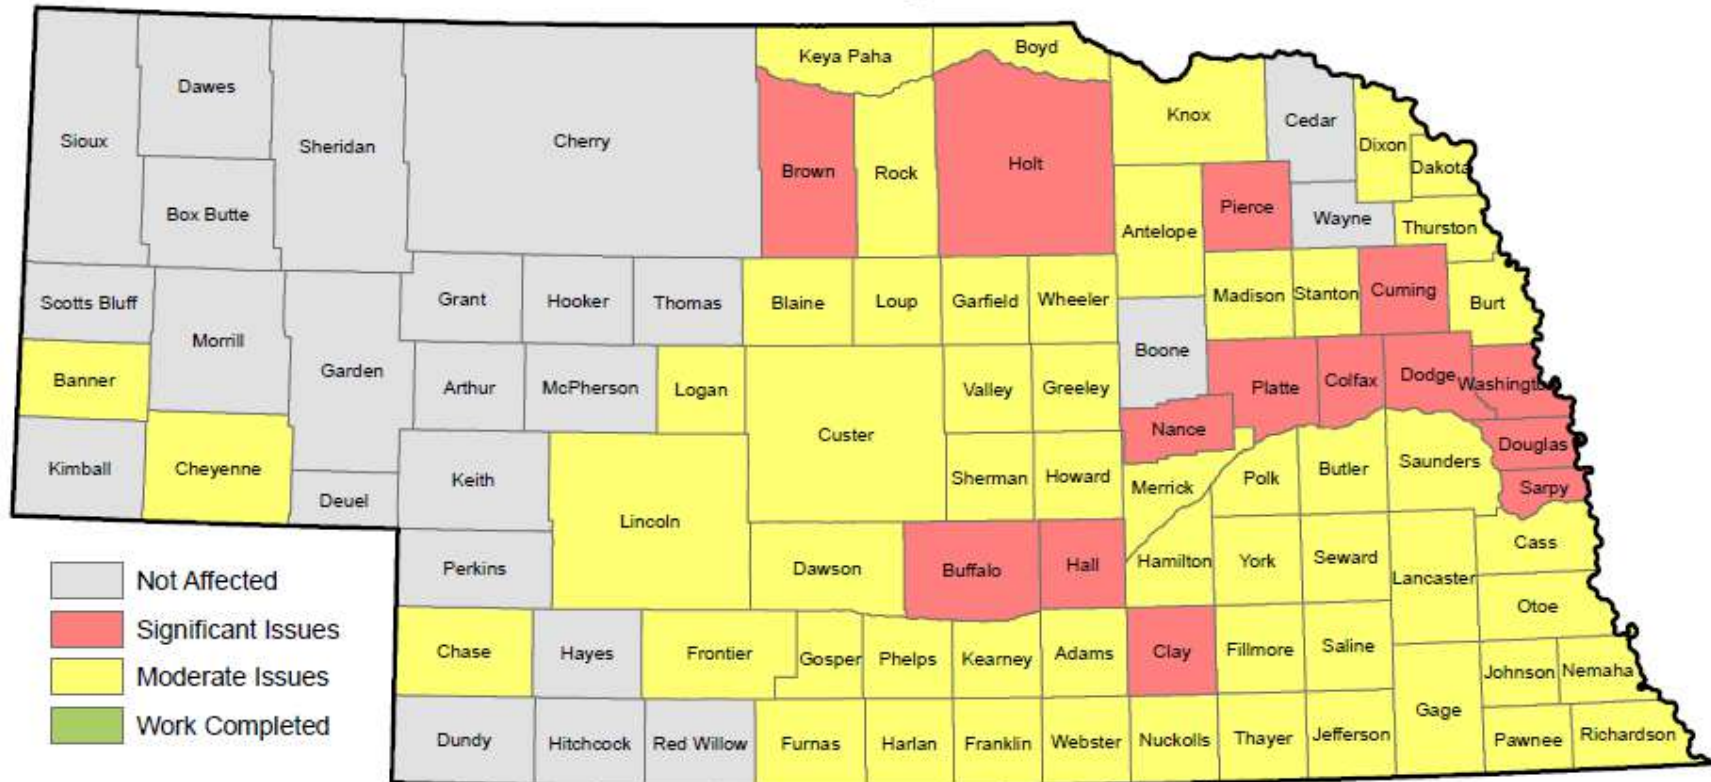 Keya Paha
Boyd
Dawes
Sioux
Sheridan
Cherry
Brown
Rock
Holt
Knox
Cedar
Dixon
Dakota
Box Butte
Pierce
Wayne
Antelope
Thurston
Scotts Bluff
Grant
Hooker
Thomas
Blaine
Loup
Garfield
Wheeler
Madison
Stanton
Cuming
Burt
Morrill
Boone
Banner
Garden
Arthur
McPherson
Logan
Valley
Greeley
Platte
Colfax
Dodge
Washington
Custer
Nance
Douglas
Kimball
Cheyenne
Deuel
Keith
Sherman
Howard
Merrick
Polk
Butler
Saunders
Sarpy
Lincoln
Cass
Perkins
Dawson
Buffalo
Hall
Hamilton
York
Seward
Lancaster
Otoe
Chase
Hayes
Frontier
Gosper
Phelps
Kearney
Adams
Clay
Fillmore
Saline
Johnson
Nemaha
Gage
Dundy
Hitchcock
Red Willow
Furnas
Harlan
Franklin
Webster
Nuckolls
Thayer
Jefferson
Pawnee
Richardson
Not Affected
Significant Issues
Moderate Issues
Work Completed